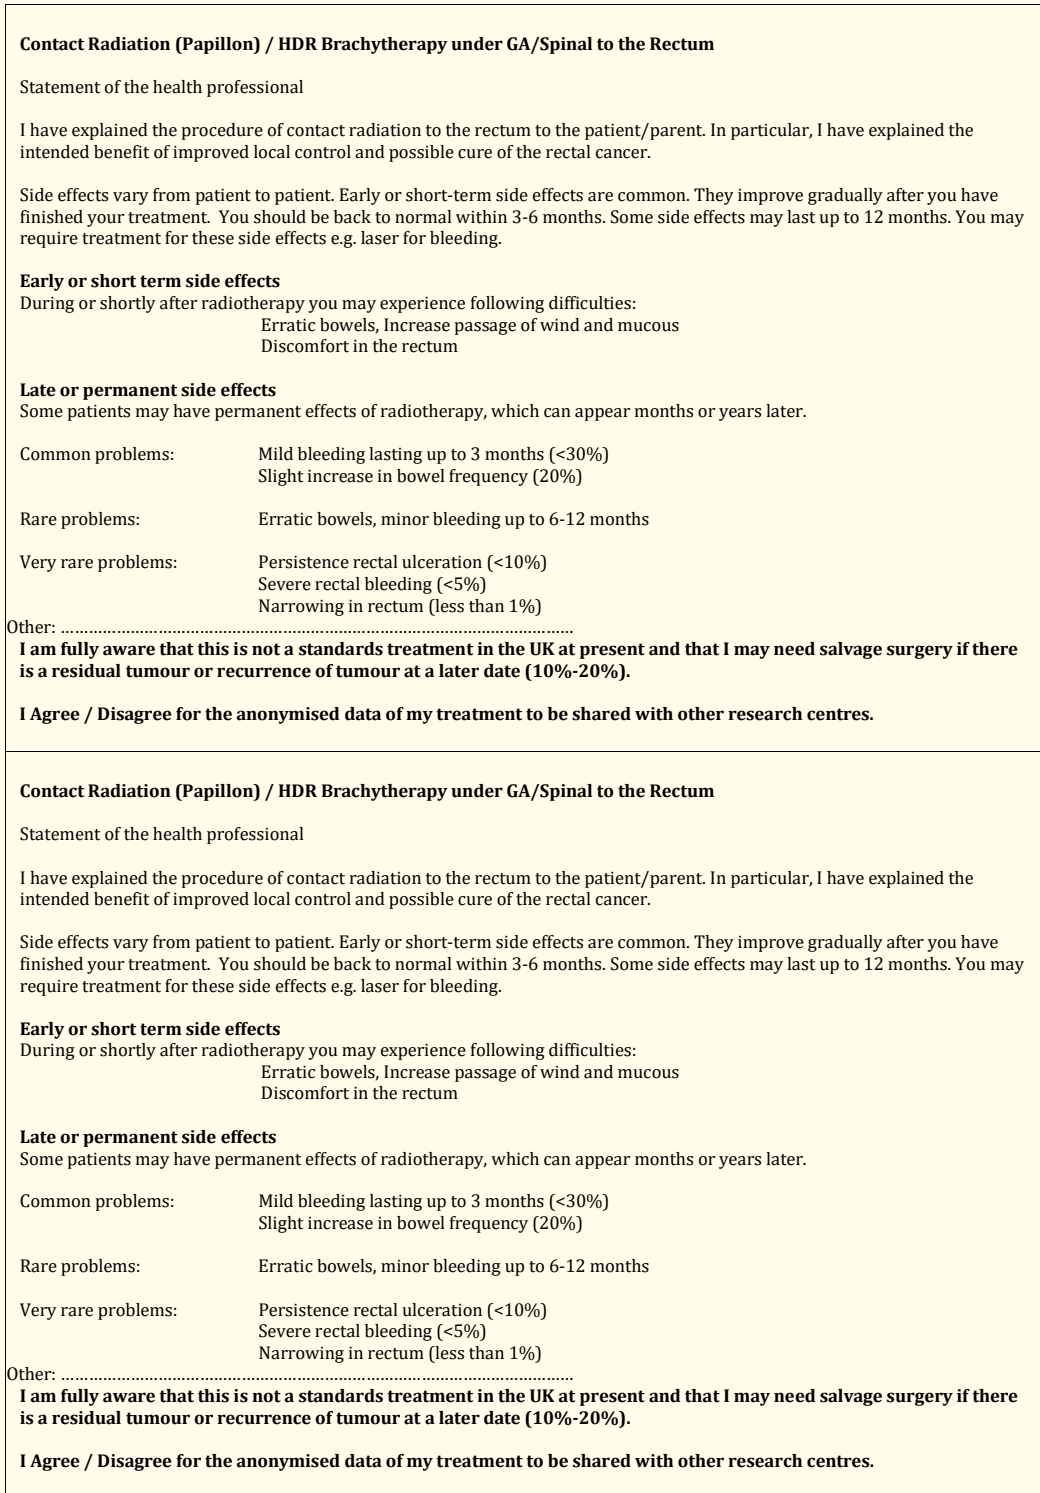 Contact Radiation (Papillon) / HDR Brachytherapy under GA/Spinal to the Rectum
Statement of the health professional
I have explained the procedure of contact radiation to the rectum to the patient/parent. In particular, I have explained the
intended benefit of improved local control and possible cure of the rectal cancer.
Side effects vary from patient to patient. Early or short-term side effects are common. They improve gradually after you have
finished your treatment.  You should be back to normal within 3-6 months. Some side effects may last up to 12 months. You may
require treatment for these side effects e.g. laser for bleeding.
Early or short term side effects
During or shortly after radiotherapy you may experience following difficulties:
Erratic bowels, Increase passage of wind and mucous
Discomfort in the rectum
Late or permanent side effects
Some patients may have permanent effects of radiotherapy, which can appear months or years later.
Common problems: Mild bleeding lasting up to 3 months (<30%)
Slight increase in bowel frequency (20%)
Rare problems: Erratic bowels, minor bleeding up to 6-12 months
Very rare problems: Persistence rectal ulceration (<10%)
Severe rectal bleeding (<5%)
Narrowing in rectum (less than 1%)
Other: ………………………………………………………………………………………………
I am fully aware that this is not a standards treatment in the UK at present and that I may need salvage surgery if there
is a residual tumour or recurrence of tumour at a later date (10%-20%).
I Agree / Disagree for the anonymised data of my treatment to be shared with other research centres.
Contact Radiation (Papillon) / HDR Brachytherapy under GA/Spinal to the Rectum
Statement of the health professional
I have explained the procedure of contact radiation to the rectum to the patient/parent. In particular, I have explained the
intended benefit of improved local control and possible cure of the rectal cancer.
Side effects vary from patient to patient. Early or short-term side effects are common. They improve gradually after you have
finished your treatment.  You should be back to normal within 3-6 months. Some side effects may last up to 12 months. You may
require treatment for these side effects e.g. laser for bleeding.
Early or short term side effects
During or shortly after radiotherapy you may experience following difficulties:
Erratic bowels, Increase passage of wind and mucous
Discomfort in the rectum
Late or permanent side effects
Some patients may have permanent effects of radiotherapy, which can appear months or years later.
Common problems: Mild bleeding lasting up to 3 months (<30%)
Slight increase in bowel frequency (20%)
Rare problems: Erratic bowels, minor bleeding up to 6-12 months
Very rare problems: Persistence rectal ulceration (<10%)
Severe rectal bleeding (<5%)
Narrowing in rectum (less than 1%)
Other: ………………………………………………………………………………………………
I am fully aware that this is not a standards treatment in the UK at present and that I may need salvage surgery if there
is a residual tumour or recurrence of tumour at a later date (10%-20%).
I Agree / Disagree for the anonymised data of my treatment to be shared with other research centres.